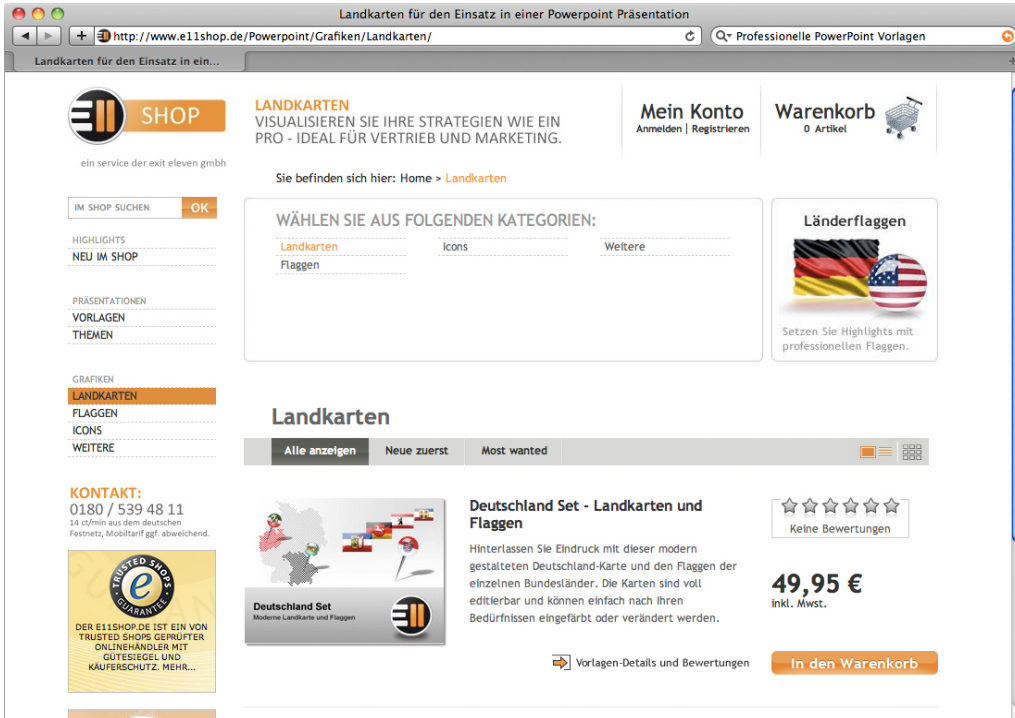 Landkarten für den Einsatz in einer Powerpoint Präsentation
http://www.e11shop.de/Powerpoint/Grafiken/Landkarten/
Professionelle PowerPoint Vorlagen
Landkarten für den Einsatz in ein...
E11 SHOP
ein service der exit eleven gmbh
LANDKARTEN
VISUALISIEREN SIE IHRE STRATEGIEN WIE EIN
PRO - IDEAL FÜR VERTRIEB UND MARKETING.
Mein Konto
Anmelden | Registrieren
Warenkorb
0 Artikel
Sie befinden sich hier: Home > Landkarten
IM SHOP SUCHEN OK
HIGHLIGHTS
NEU IM SHOP
PRÄSENTATIONEN
VORLAGEN
THEMEN
GRAFIKEN
LANDKARTEN
FLAGGEN
ICONS
WEITERE
KONTAKT:
0180 / 539 48 11
14 ct/min aus dem deutschen
Festnetz, Mobiltarif ggf. abweichend.
TRUSTED SHOPS
e
GUARANTEE
DER E11SHOP.DE IST EIN VON
TRUSTED SHOPS GEPRÜFTER
ONLINEHÄNDLER MIT
GÜTESIEGEL UND
KÄUFERSCHUTZ. MEHR...
WÄHLEN SIE AUS FOLGENDEN KATEGORIEN:
Landkarten Icons Weitere
Flaggen
Länderflaggen
Setzen Sie Highlights mit
professionellen Flaggen.
Landkarten
Alle anzeigen Neue zuerst Most wanted
Deutschland Set
Moderne Landkarte und Flaggen
E11
Deutschland Set - Landkarten und
Flaggen
Hinterlassen Sie Eindruck mit dieser modern
gestalteten Deutschland-Karte und den Flaggen der
einzelnen Bundesländer. Die Karten sind voll
editierbar und können einfach nach Ihren
Bedürfnissen eingefärbt oder verändert werden.
Vorlagen-Details und Bewertungen
Keine Bewertungen
49,95 €
inkl. Mwst.
In den Warenkorb